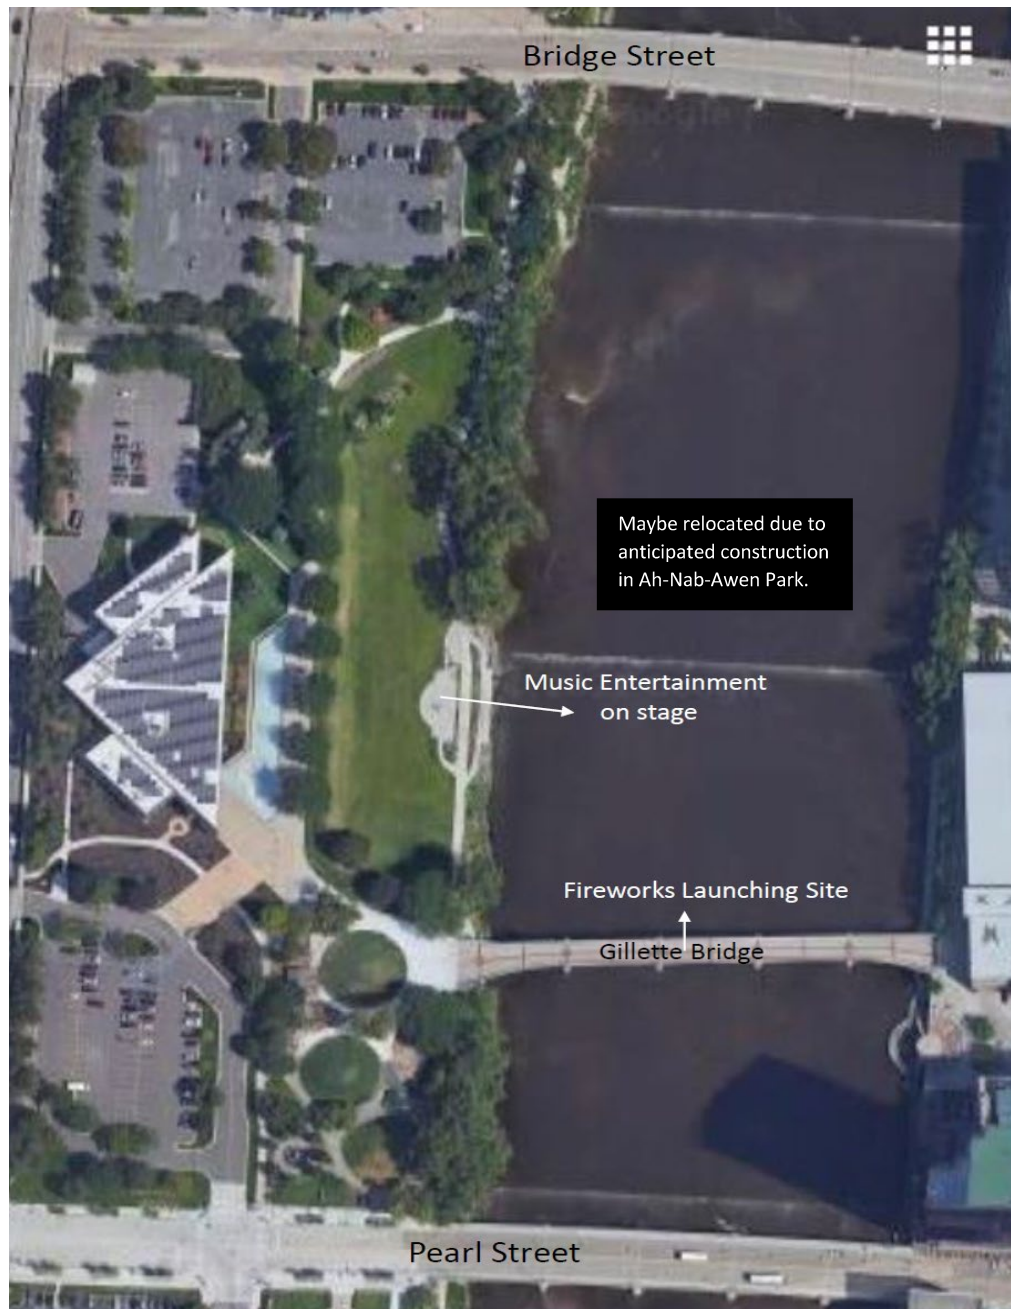 Bridge Street
Maybe relocated due to
anticipated construction
in Ah-Nab-Awen Park.
Music Entertainment
on stage
Fireworks Launching Site
Gillette Bridge
Pearl Street